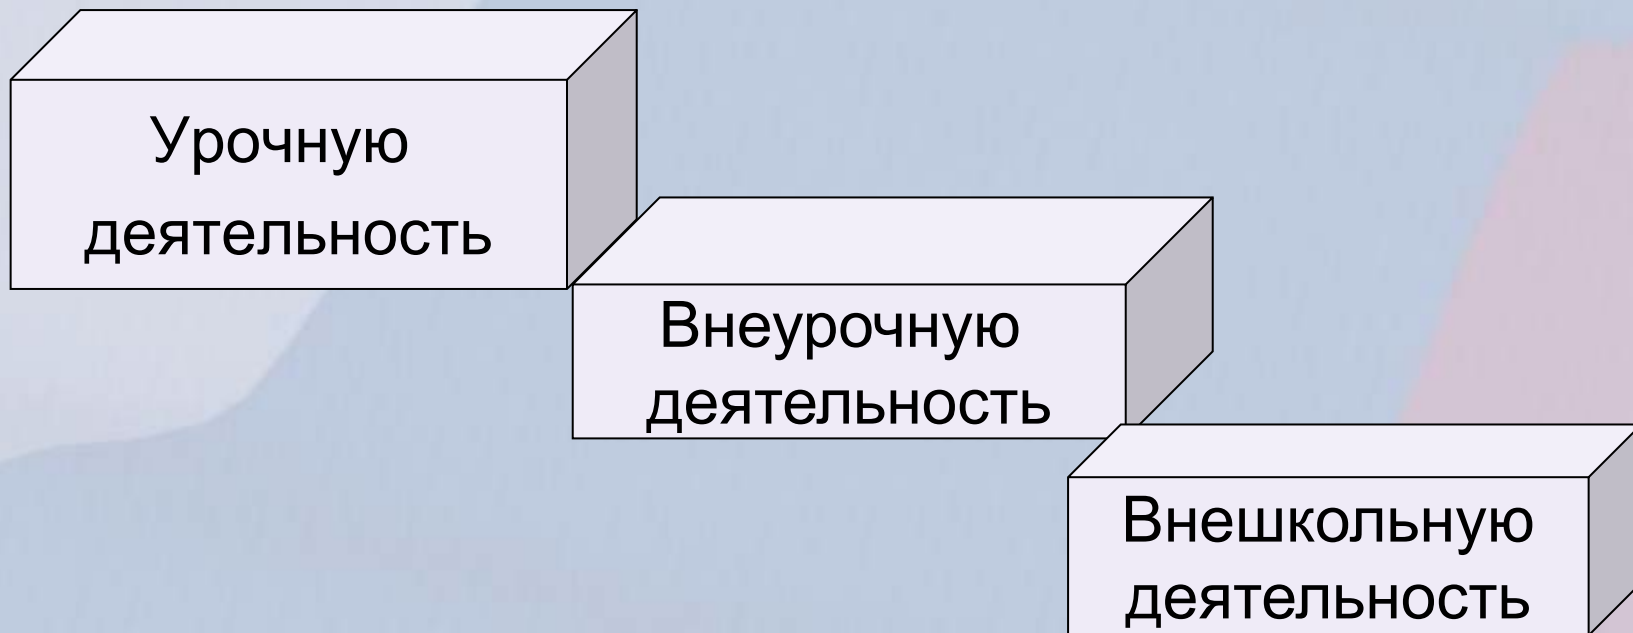 Урочную
деятельность
Внеурочную
деятельность
Внешкольную
деятельность